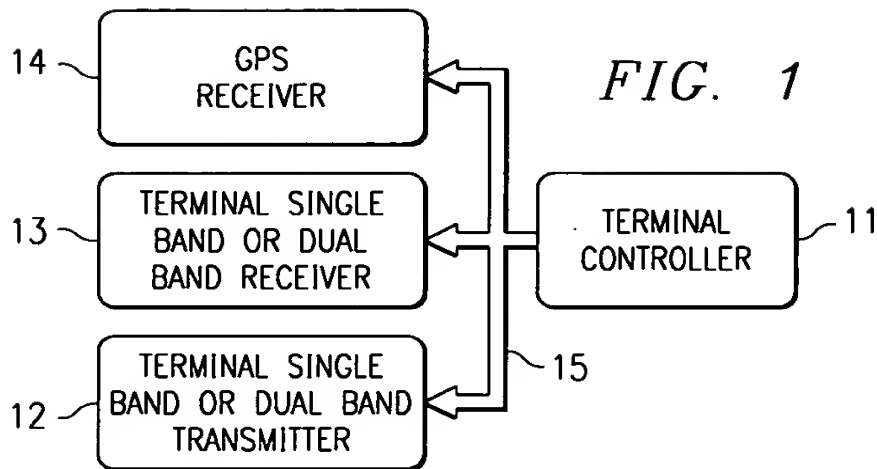 14
GPS
RECEIVER
FIG. 1
13
TERMINAL SINGLE
BAND OR DUAL
BAND RECEIVER
TERMINAL
CONTROLLER
11
12
TERMINAL SINGLE
BAND OR DUAL BAND
TRANSMITTER
15